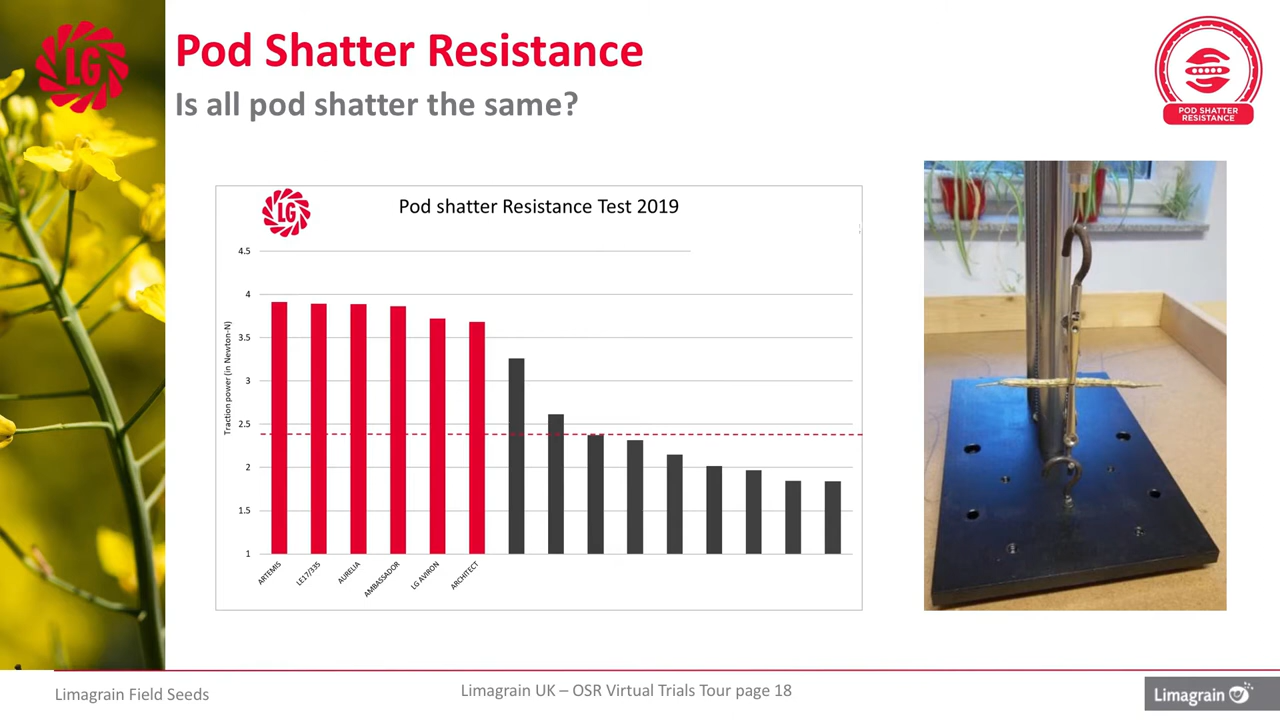 LG
Pod Shatter Resistance
Is all pod shatter the same?
POD SHATTER
RESISTANCE
LG
Pod shatter Resistance Test 2019
Traction power (in Newton-N)
4.5
4
3.5
3
2.5
2
1.5
1
ARTEMIS
LE17/335
AURELIA
AMBASSADOR
LG AVIRON
ARCHITECT
Limagrain Field Seeds
Limagrain UK – OSR Virtual Trials Tour page 18
Limagrain